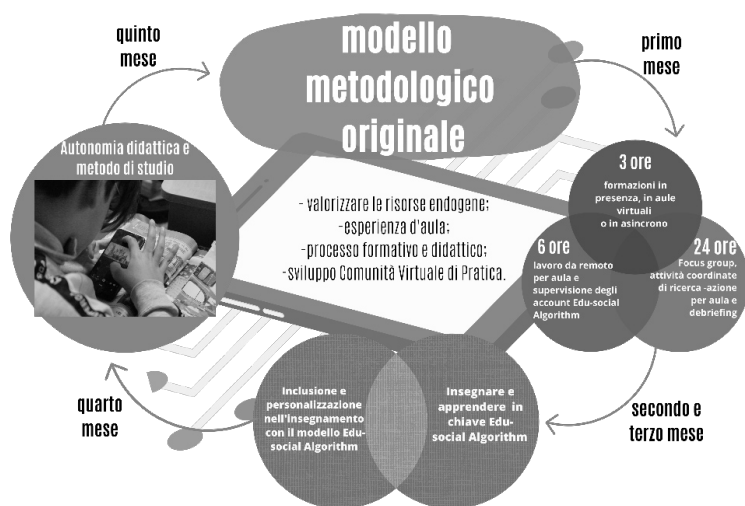 modello
metodologico
originale
primo
mese
3 ore
formazioni in
presenza, in aule
virtuali
o in asincrono
6 ore
lavoro da remoto
per aula e
supervisione degli
account Edu-social
Algorithm
24 ore
Focus group,
attività coordinate
di ricerca -azione
per aula e
debriefing
secondo e
terzo mese
Insegnare e
apprendere in
chiave Edu-
social Algorithm
Inclusione e
personalizzazione
nell'insegnamento
con il modello Edu-
social Algorithm
quarto
mese
Autonomia didattica e
metodo di studio
quinto
mese
- valorizzare le risorse endogene;
-esperienza d'aula;
-processo formativo e didattico;
-sviluppo Comunità Virtuale di Pratica.